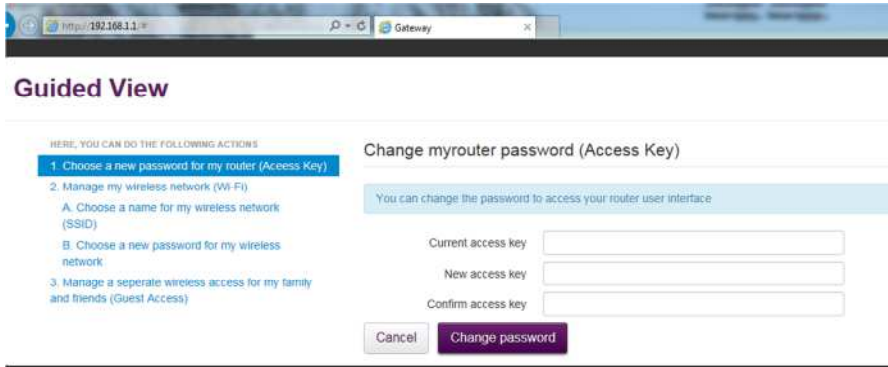 http://192.168.1.1/#
Gateway
Guided View
HERE, YOU CAN DO THE FOLLOWING ACTIONS
1. Choose a new password for my router (Aceess Key)
2. Manage my wireless network (Wi-Fi)
A. Choose a name for my wireless network
(SSID)
B. Choose a new password for my wireless
network
3. Manage a seperate wireless access for my family
and friends (Guest Access)
Change myrouter password (Access Key)
You can change the password to access your router user interface
Current access key
New access key
Confirm access key
Cancel
Change password